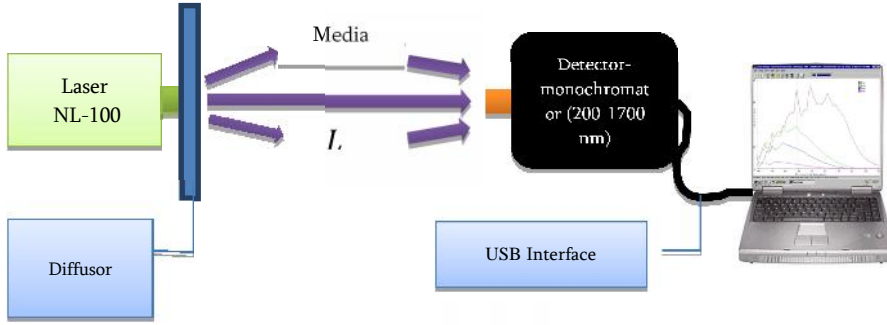 Media
Laser
NL-100
L
Detector-
monochromat
or (200 1700
nm)
Diffusor
USB Interface